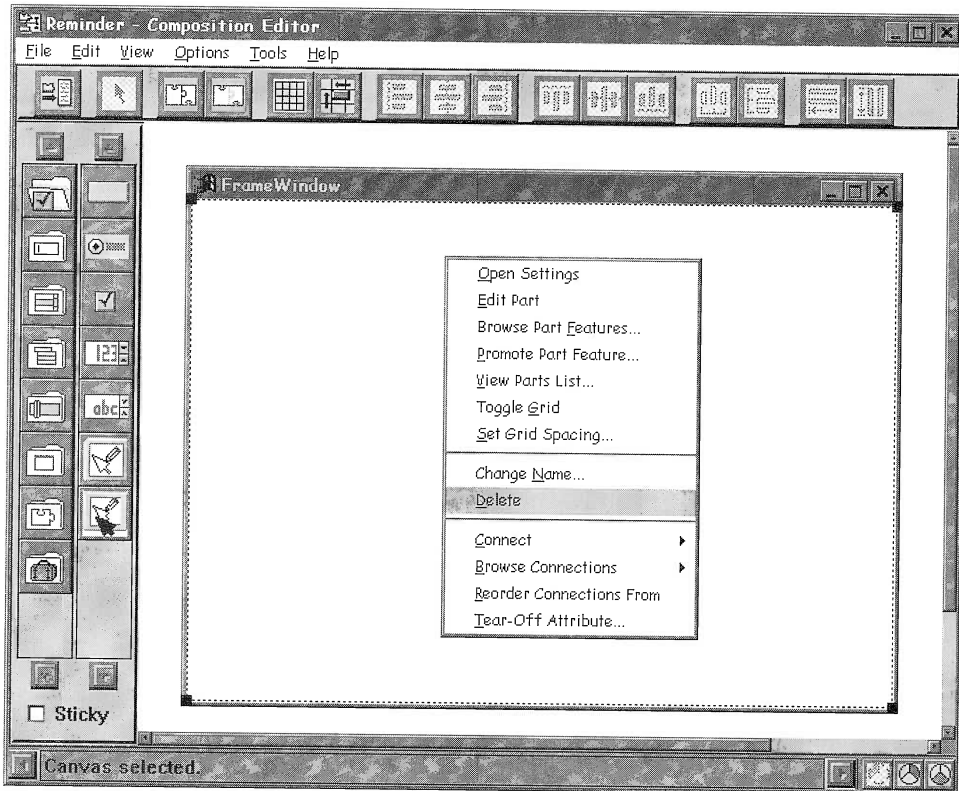 Reminder - Composition Editor
File Edit View Options Tools Help
FrameWindow
Open Settings
Edit Part
Browse Part Features...
Promote Part Feature...
View Parts List...
Toggle Grid
Set Grid Spacing...
Change Name...
Delete
Connect
Browse Connections
Reorder Connections From
Tear-Off Attribute...
123
abc
Sticky
Canvas selected.